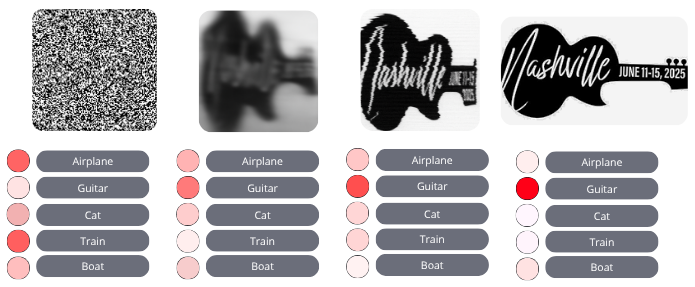 Nashville
JUNE 11-15,
2025
Nashville
JUNE 11-15, 2025
Airplane
Guitar
Cat
Train
Boat
Airplane
Guitar
Cat
Train
Boat
Airplane
Guitar
Cat
Train
Boat
Airplane
Guitar
Cat
Train
Boat